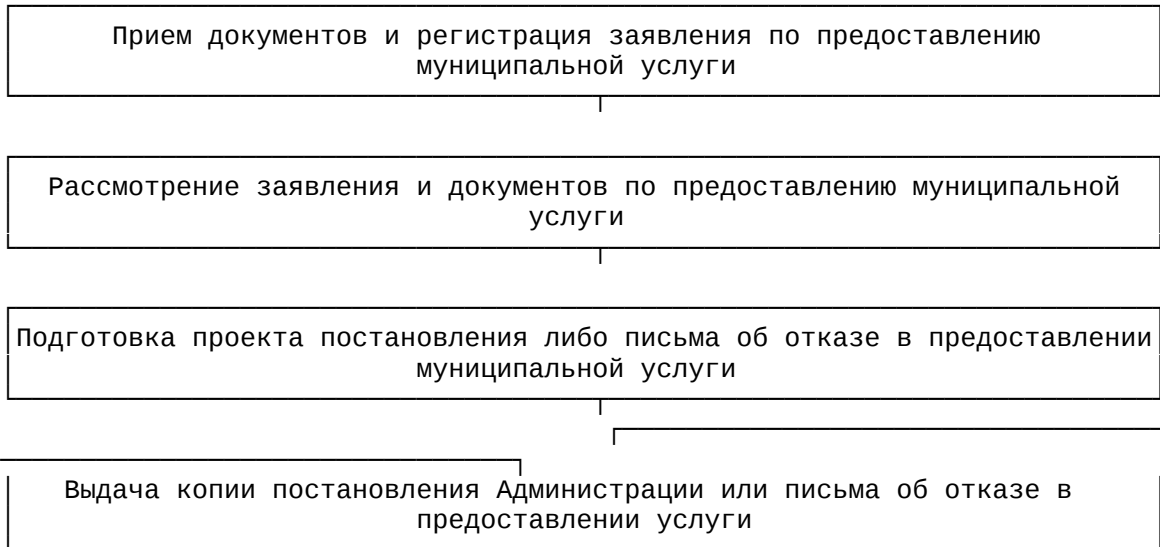 Прием документов и регистрация заявления по предоставлению
муниципальной услуги
Рассмотрение заявления и документов по предоставлению муниципальной
услуги
Подготовка проекта постановления либо письма об отказе в предоставлении
муниципальной услуги
Выдача копии постановления Администрации или письма об отказе в
предоставлении услуги